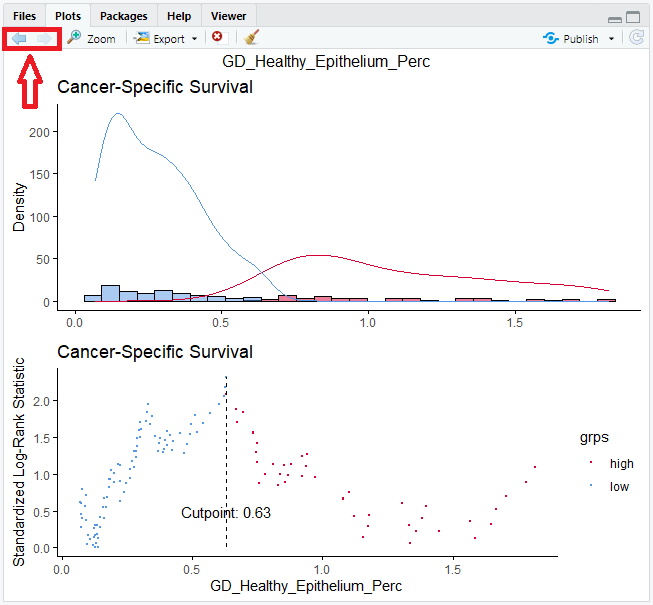 Files Plots Packages Help Viewer
Zoom Export Publish
GD_Healthy_Epithelium_Perc
Cancer-Specific Survival
Density
200
150
100
50
0
0.0 0.5 1.0 1.5
Cancer-Specific Survival
Standardized Log-Rank Statistic
2.0
1.5
1.0
0.5
0.0
Cutpoint: 0.63
grps
high
low
0.0 0.5 1.0 1.5
GD_Healthy_Epithelium_Perc